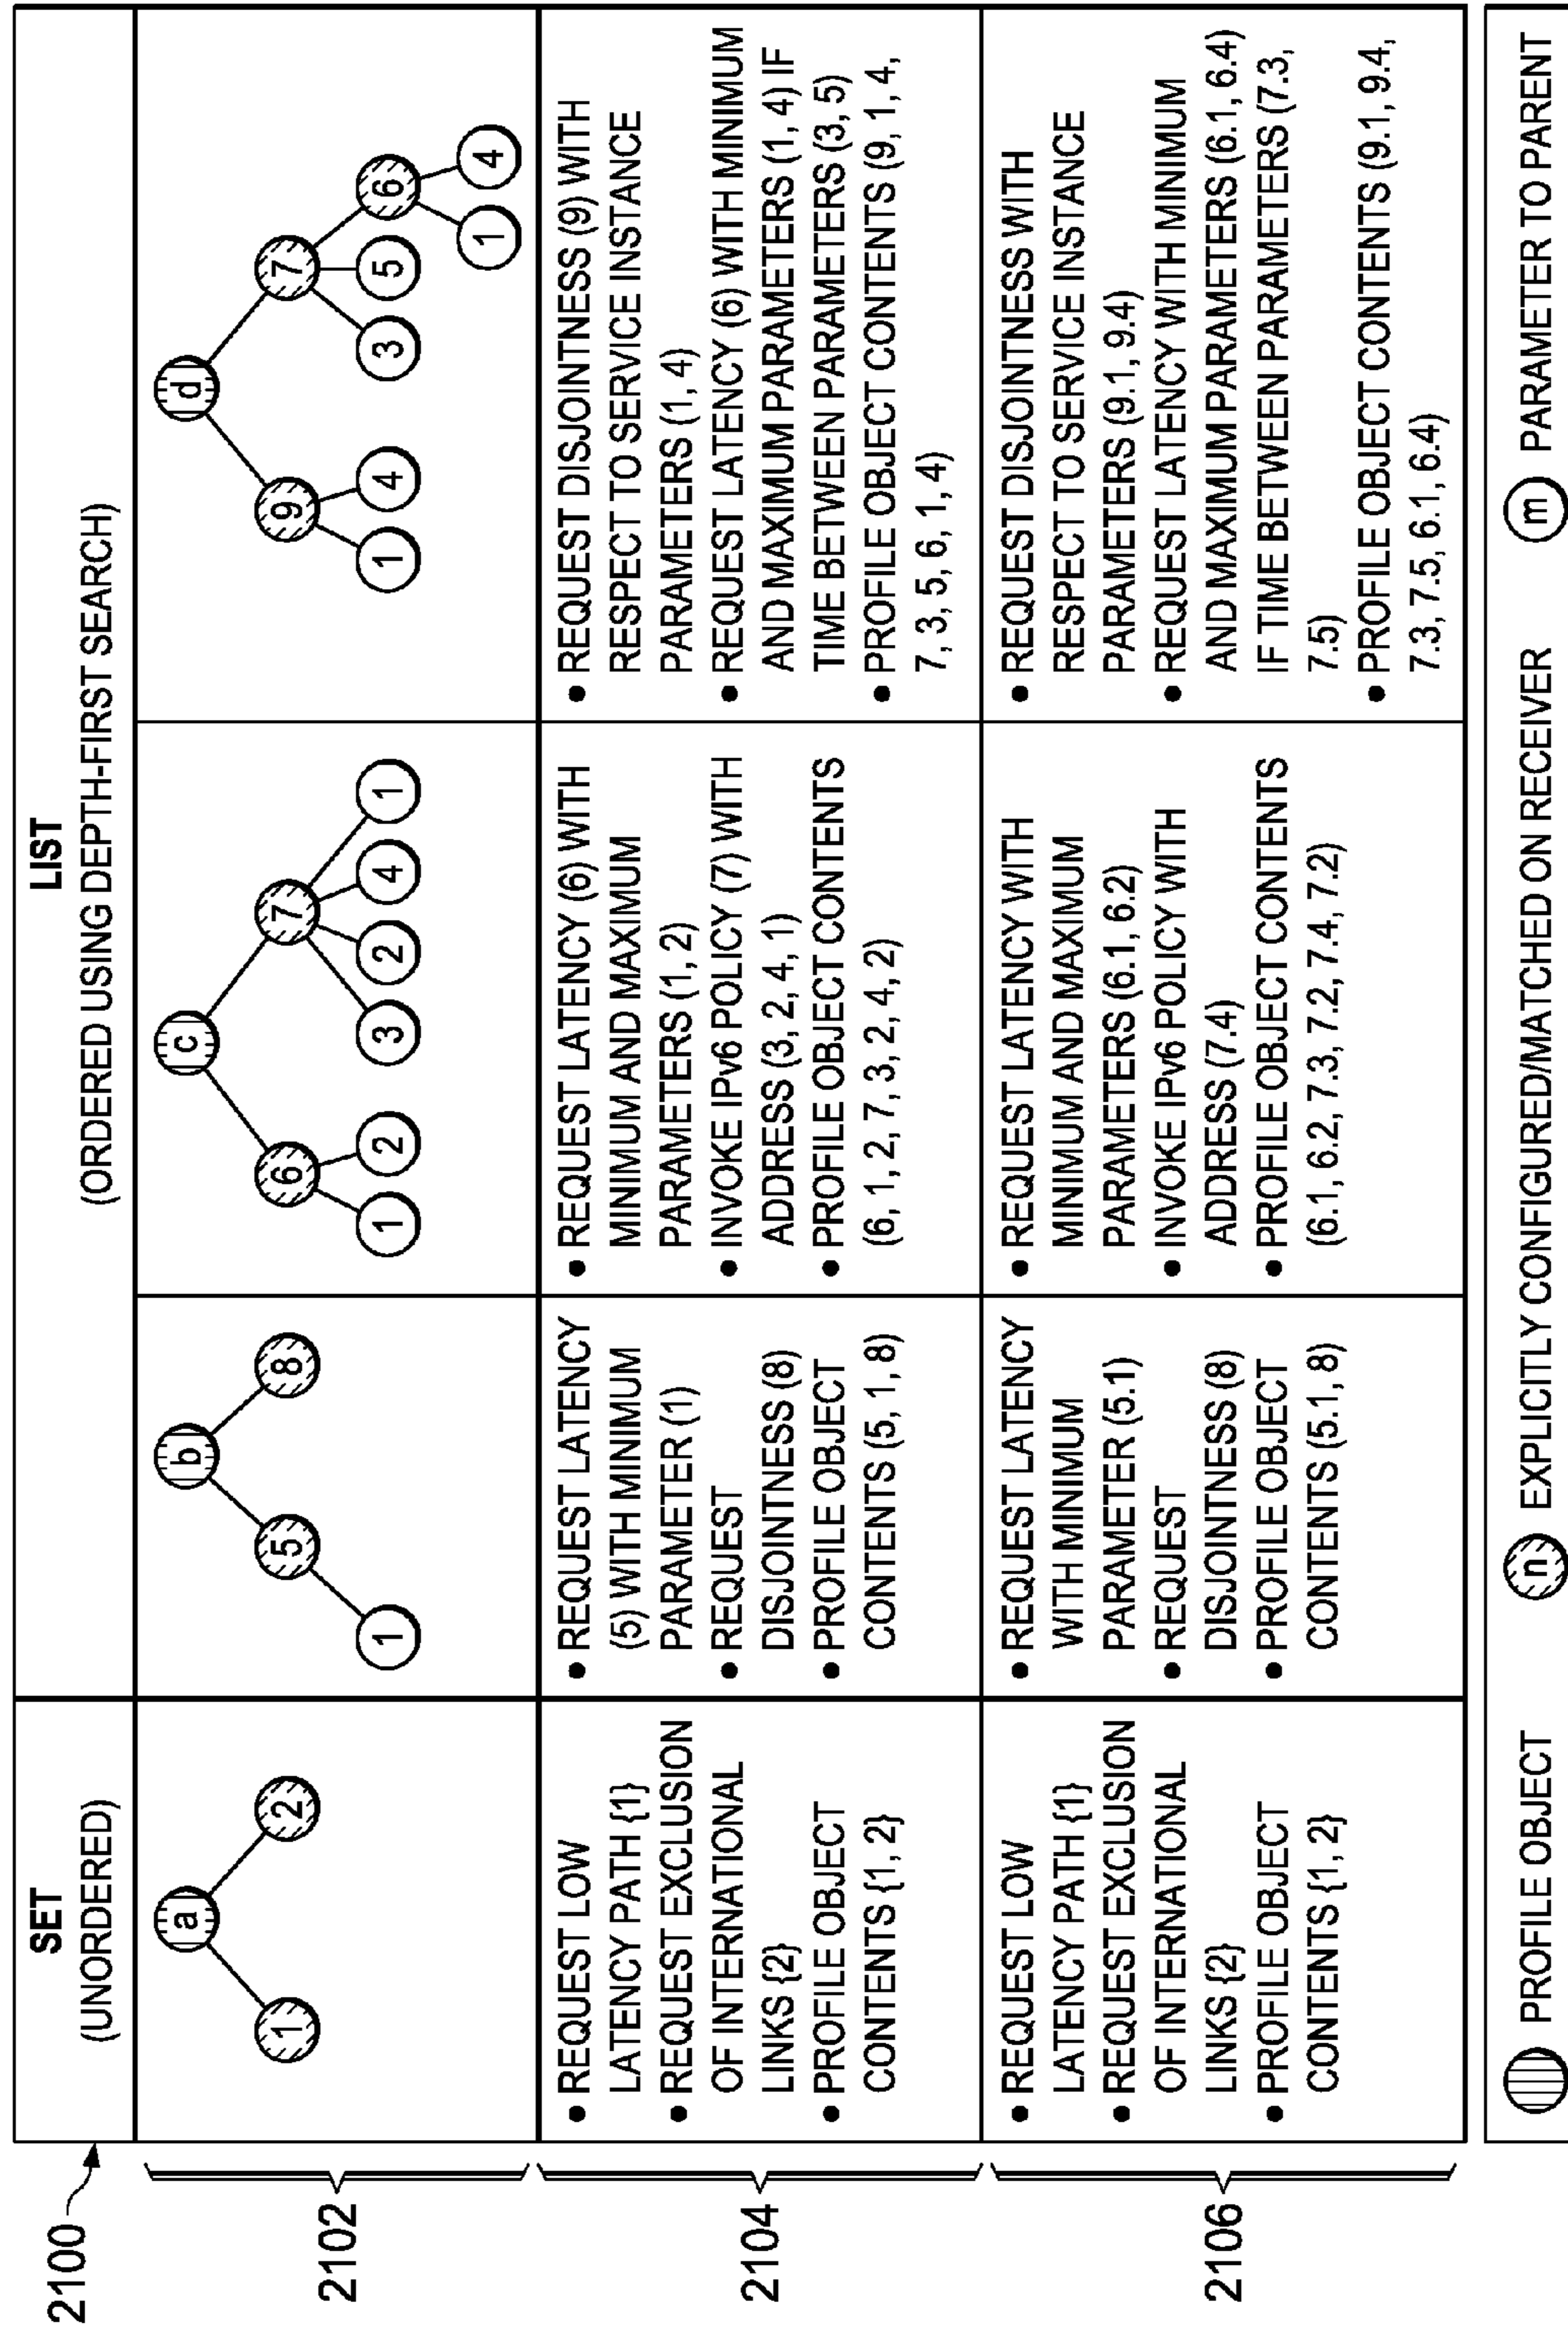 2100
SET
(UNORDERED)
LIST
(ORDERED USING DEPTH-FIRST SEARCH)
2102
a
1
2
b
5
8
1
c
6
7
1
2
3
2
4
1
d
9
7
1
4
3
5
6
1
4
2104
• REQUEST LOW
LATENCY PATH {1}
• REQUEST EXCLUSION
OF INTERNATIONAL
LINKS {2}
• PROFILE OBJECT
CONTENTS {1, 2}
• REQUEST LATENCY
(5) WITH MINIMUM
PARAMETER (1)
• REQUEST
DISJOINTNESS (8)
• PROFILE OBJECT
CONTENTS (5, 1, 8)
• REQUEST LATENCY (6) WITH
MINIMUM AND MAXIMUM
PARAMETERS (1, 2)
• INVOKE IPv6 POLICY (7) WITH
ADDRESS (3, 2, 4, 1)
• PROFILE OBJECT CONTENTS
(6, 1, 2, 7, 3, 2, 4, 2)
• REQUEST DISJOINTNESS (9) WITH
RESPECT TO SERVICE INSTANCE
PARAMETERS (1, 4)
• REQUEST LATENCY (6) WITH MINIMUM
AND MAXIMUM PARAMETERS (1, 4) IF
TIME BETWEEN PARAMETERS (3, 5)
• PROFILE OBJECT CONTENTS (9, 1, 4,
7, 3, 5, 6, 1, 4)
2106
• REQUEST LOW
LATENCY PATH {1}
• REQUEST EXCLUSION
OF INTERNATIONAL
LINKS {2}
• PROFILE OBJECT
CONTENTS {1, 2}
• REQUEST LATENCY
WITH MINIMUM
PARAMETER (5.1)
• REQUEST
DISJOINTNESS (8)
• PROFILE OBJECT
CONTENTS (5.1, 8)
• REQUEST LATENCY WITH
MINIMUM AND MAXIMUM
PARAMETERS (6.1, 6.2)
• INVOKE IPv6 POLICY WITH
ADDRESS (7.4)
• PROFILE OBJECT CONTENTS
(6.1, 6.2, 7.3, 7.2, 7.4, 7.2)
• REQUEST DISJOINTNESS WITH
RESPECT TO SERVICE INSTANCE
PARAMETERS (9.1, 9.4)
• REQUEST LATENCY WITH MINIMUM
AND MAXIMUM PARAMETERS (6.1, 6.4)
IF TIME BETWEEN PARAMETERS (7.3,
7.5)
• PROFILE OBJECT CONTENTS (9.1, 9.4,
7.3, 7.5, 6.1, 6.4)
PROFILE OBJECT
n EXPLICITLY CONFIGURED/MATCHED ON RECEIVER
m PARAMETER TO PARENT